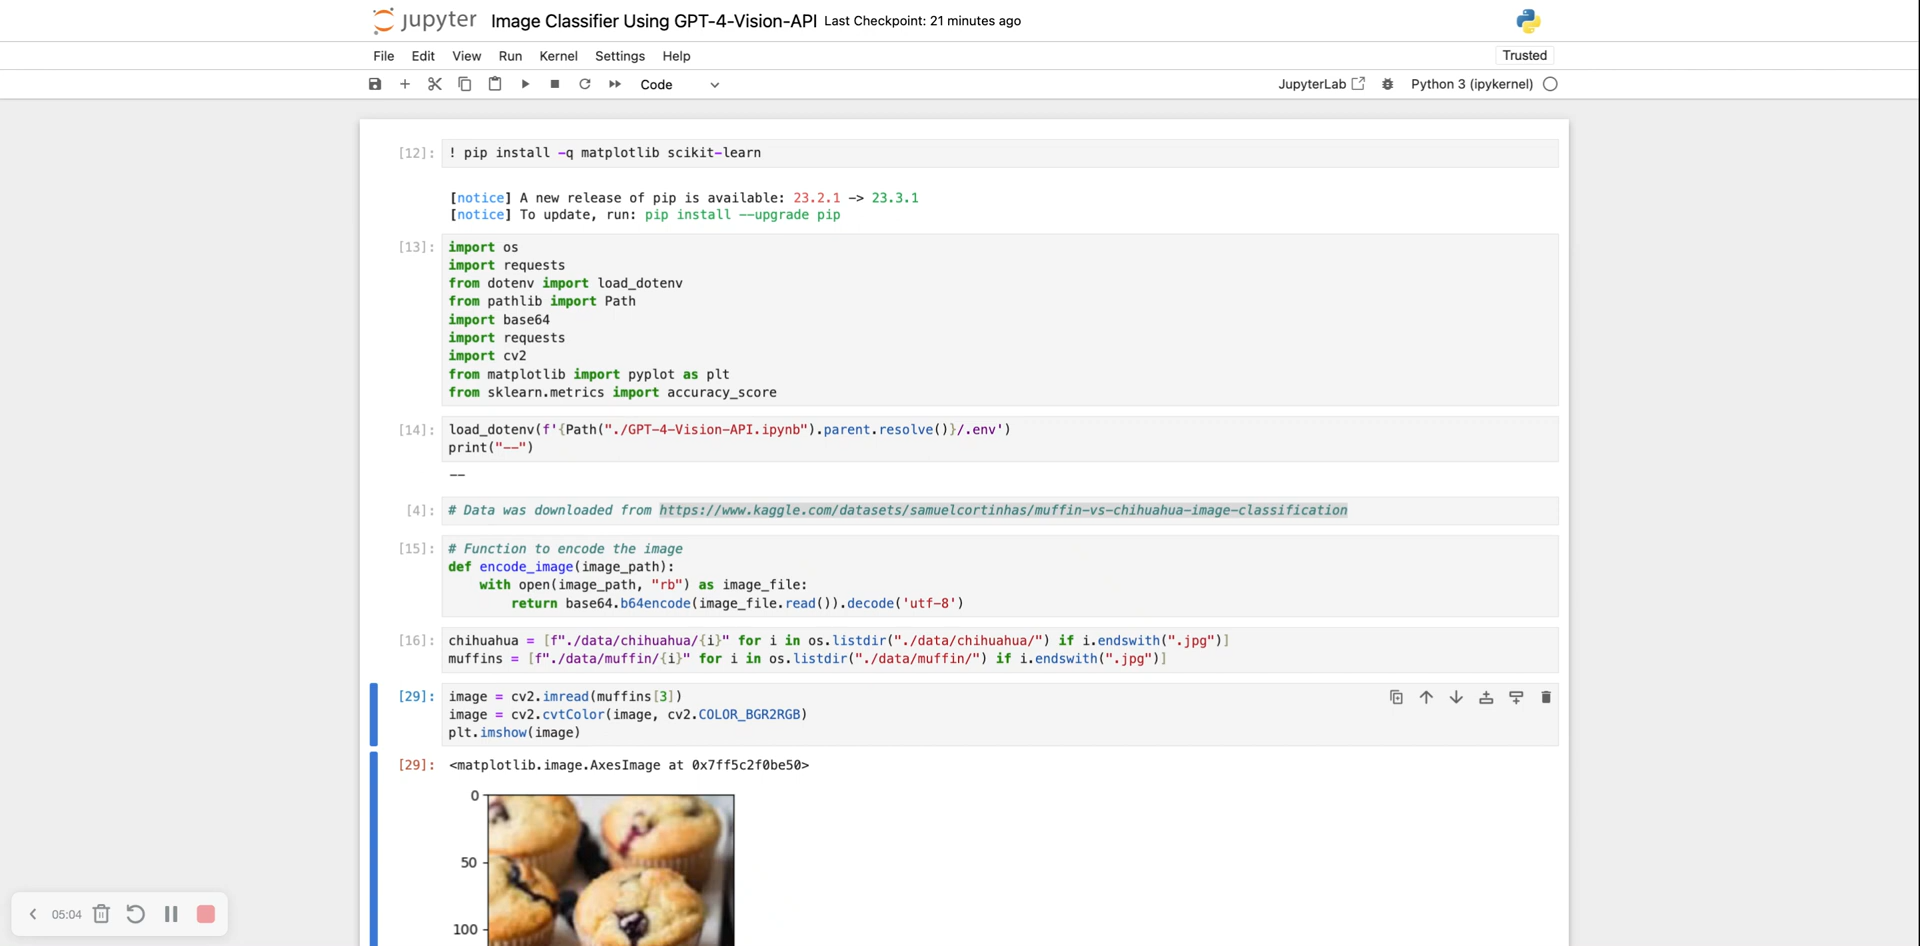 jupyter Image Classifier Using GPT-4-Vision-API Last Checkpoint: 21 minutes ago
File Edit View Run Kernel Settings Help Trusted
Code JupyterLab Python 3 (ipykernel)
[12]: ! pip install -q matplotlib scikit-learn
[notice] A new release of pip is available: 23.2.1 -> 23.3.1
[notice] To update, run: pip install --upgrade pip
[13]: import os
import requests
from dotenv import load_dotenv
from pathlib import Path
import base64
import requests
import cv2
from matplotlib import pyplot as plt
from sklearn.metrics import accuracy_score
[14]: load_dotenv(f'{Path("./GPT-4-Vision-API.ipynb").parent.resolve()}/.env')
print("--")
--
[4]: # Data was downloaded from https://www.kaggle.com/datasets/samuelcortinhas/muffin-vs-chihuahua-image-classification
[15]: # Function to encode the image
def encode_image(image_path):
    with open(image_path, "rb") as image_file:
        return base64.b64encode(image_file.read()).decode('utf-8')
[16]: chihuahua = [f"./data/chihuahua/{i}" for i in os.listdir("./data/chihuahua/") if i.endswith(".jpg")]
muffins = [f"./data/muffin/{i}" for i in os.listdir("./data/muffin/") if i.endswith(".jpg")]
[29]: image = cv2.imread(muffins[3])
image = cv2.cvtColor(image, cv2.COLOR_BGR2RGB)
plt.imshow(image)
[29]: <matplotlib.image.AxesImage at 0x7ff5c2f0be50>
0
50
100
05:04